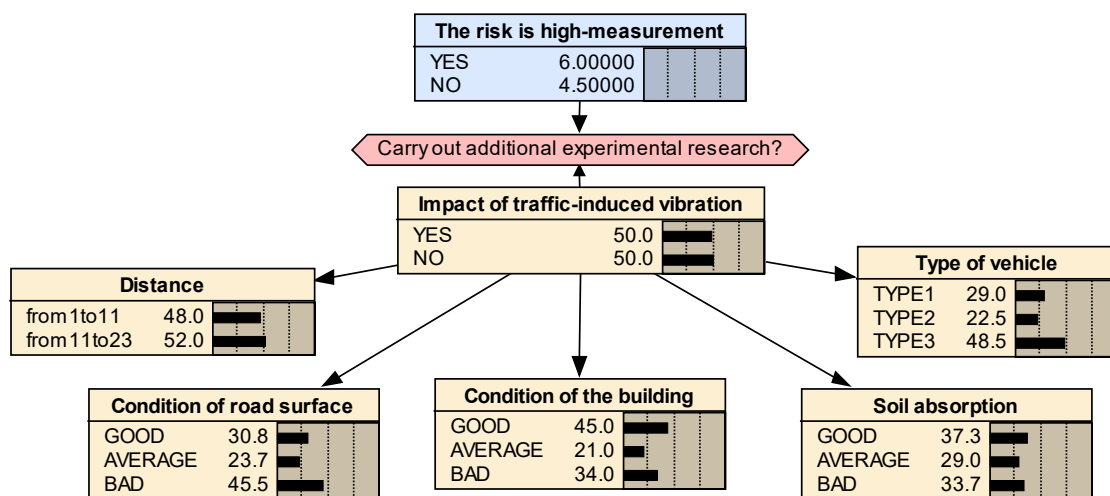 The risk is high-measurement
YES 6.00000
NO 4.50000
Carry out additional experimental research?
Impact of traffic-induced vibration
YES 50.0
NO 50.0
Distance
from1to11 48.0
from11to23 52.0
Type of vehicle
TYPE1 29.0
TYPE2 22.5
TYPE3 48.5
Condition of road surface
GOOD 30.8
AVERAGE 23.7
BAD 45.5
Condition of the building
GOOD 45.0
AVERAGE 21.0
BAD 34.0
Soil absorption
GOOD 37.3
AVERAGE 29.0
BAD 33.7